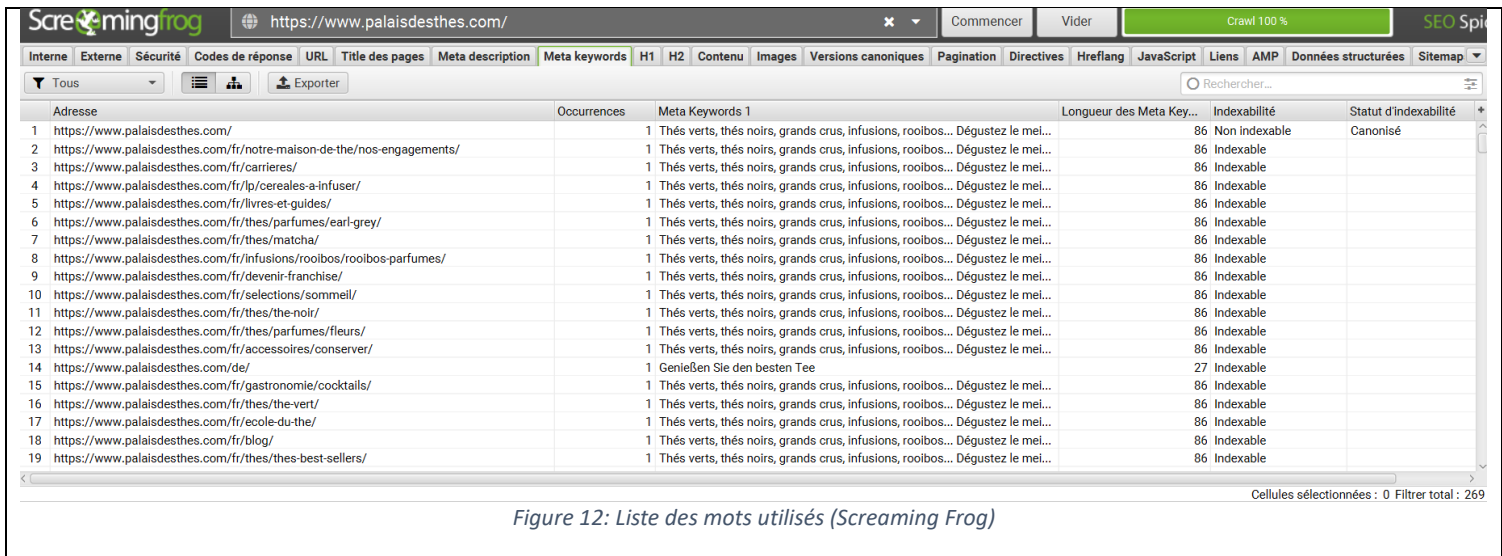 Screamingfrog https://www.palaisdesthes.com/ Commencer Vider Crawl 100 % SEO Spi
Interne Externe Sécurité Codes de réponse URL Title des pages Meta description Meta keywords H1 H2 Contenu Images Versions canoniques Pagination Directives Hreflang JavaScript Liens AMP Données structurées Sitemap
Tous Exporter Rechercher...
Adresse Occurrences Meta Keywords 1 Longueur des Meta Key... Indexabilité Statut d'indexabilité +
1 https://www.palaisdesthes.com/ 1 Thés verts, thés noirs, grands crus, infusions, rooibos... Dégustez le mei... 86 Non indexable Canonisé
2 https://www.palaisdesthes.com/fr/notre-maison-de-the/nos-engagements/ 1 Thés verts, thés noirs, grands crus, infusions, rooibos... Dégustez le mei... 86 Indexable
3 https://www.palaisdesthes.com/fr/carrieres/ 1 Thés verts, thés noirs, grands crus, infusions, rooibos... Dégustez le mei... 86 Indexable
4 https://www.palaisdesthes.com/fr/lp/cereales-a-infuser/ 1 Thés verts, thés noirs, grands crus, infusions, rooibos... Dégustez le mei... 86 Indexable
5 https://www.palaisdesthes.com/fr/livres-et-guides/ 1 Thés verts, thés noirs, grands crus, infusions, rooibos... Dégustez le mei... 86 Indexable
6 https://www.palaisdesthes.com/fr/thes/parfumes/earl-grey/ 1 Thés verts, thés noirs, grands crus, infusions, rooibos... Dégustez le mei... 86 Indexable
7 https://www.palaisdesthes.com/fr/thes/matcha/ 1 Thés verts, thés noirs, grands crus, infusions, rooibos... Dégustez le mei... 86 Indexable
8 https://www.palaisdesthes.com/fr/infusions/rooibos/rooibos-parfumes/ 1 Thés verts, thés noirs, grands crus, infusions, rooibos... Dégustez le mei... 86 Indexable
9 https://www.palaisdesthes.com/fr/devenir-franchise/ 1 Thés verts, thés noirs, grands crus, infusions, rooibos... Dégustez le mei... 86 Indexable
10 https://www.palaisdesthes.com/fr/selections/sommeil/ 1 Thés verts, thés noirs, grands crus, infusions, rooibos... Dégustez le mei... 86 Indexable
11 https://www.palaisdesthes.com/fr/thes/the-noir/ 1 Thés verts, thés noirs, grands crus, infusions, rooibos... Dégustez le mei... 86 Indexable
12 https://www.palaisdesthes.com/fr/thes/parfumes/fleurs/ 1 Thés verts, thés noirs, grands crus, infusions, rooibos... Dégustez le mei... 86 Indexable
13 https://www.palaisdesthes.com/fr/accessoires/conserver/ 1 Thés verts, thés noirs, grands crus, infusions, rooibos... Dégustez le mei... 86 Indexable
14 https://www.palaisdesthes.com/de/ 1 Genießen Sie den besten Tee 27 Indexable
15 https://www.palaisdesthes.com/fr/gastronomie/cocktails/ 1 Thés verts, thés noirs, grands crus, infusions, rooibos... Dégustez le mei... 86 Indexable
16 https://www.palaisdesthes.com/fr/thes/the-vert/ 1 Thés verts, thés noirs, grands crus, infusions, rooibos... Dégustez le mei... 86 Indexable
17 https://www.palaisdesthes.com/fr/ecole-du-the/ 1 Thés verts, thés noirs, grands crus, infusions, rooibos... Dégustez le mei... 86 Indexable
18 https://www.palaisdesthes.com/fr/blog/ 1 Thés verts, thés noirs, grands crus, infusions, rooibos... Dégustez le mei... 86 Indexable
19 https://www.palaisdesthes.com/fr/thes/thes-best-sellers/ 1 Thés verts, thés noirs, grands crus, infusions, rooibos... Dégustez le mei... 86 Indexable
Cellules sélectionnées : 0 Filtrer total : 269
Figure 12: Liste des mots utilisés (Screaming Frog)